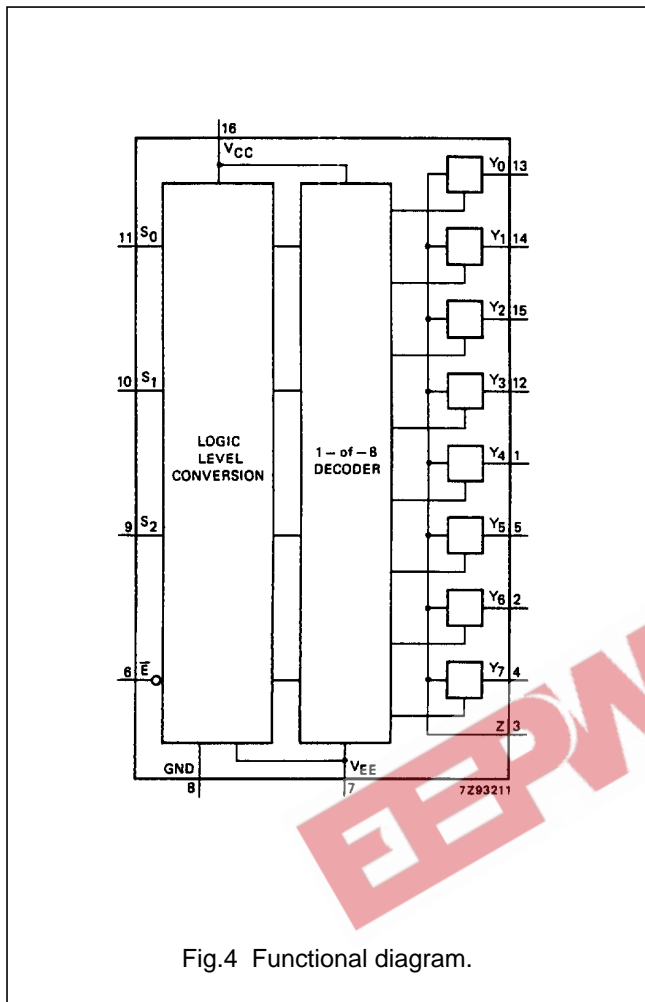 16
VCC
Y0 13
11 S0
Y1 14
Y2 15
10 S1
Y3 12
LOGIC
LEVEL
CONVERSION
1-of-8
DECODER
Y4 1
9 S2
Y5 5
Y6 2
6 E̅
Y7 4
Z 3
GND
VEE
8
7
7Z93211
EEPW
Fig.4 Functional diagram.